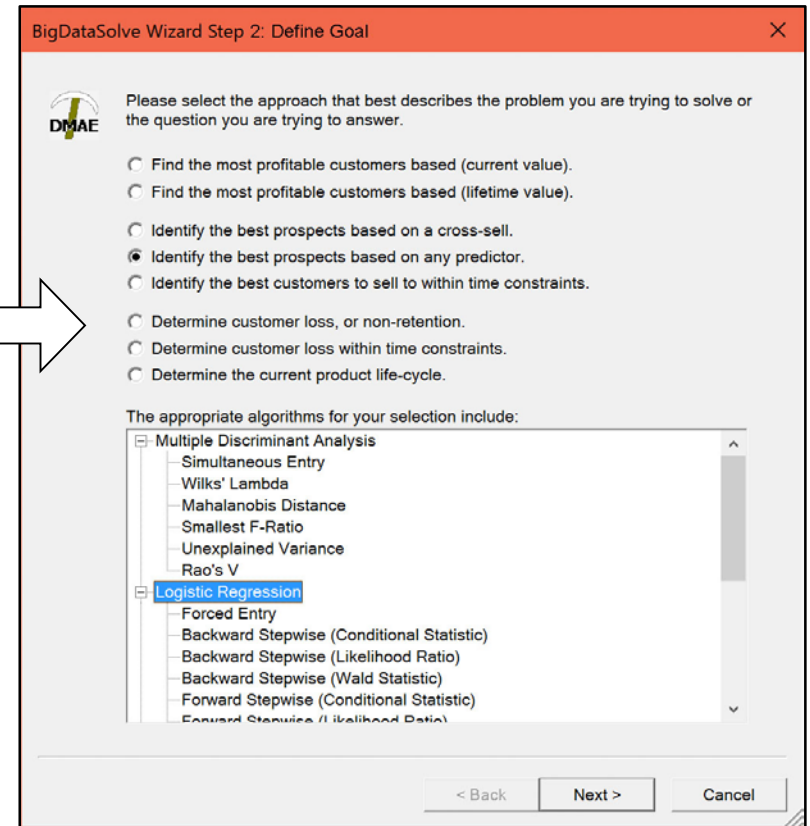 BigDataSolve Wizard Step 2: Define Goal
DMAE
Please select the approach that best describes the problem you are trying to solve or
the question you are trying to answer.
Find the most profitable customers based (current value).
Find the most profitable customers based (lifetime value).
Identify the best prospects based on a cross-sell.
Identify the best prospects based on any predictor.
Identify the best customers to sell to within time constraints.
Determine customer loss, or non-retention.
Determine customer loss within time constraints.
Determine the current product life-cycle.
The appropriate algorithms for your selection include:
Multiple Discriminant Analysis
Simultaneous Entry
Wilks' Lambda
Mahalanobis Distance
Smallest F-Ratio
Unexplained Variance
Rao's V
Logistic Regression
Forced Entry
Backward Stepwise (Conditional Statistic)
Backward Stepwise (Likelihood Ratio)
Backward Stepwise (Wald Statistic)
Forward Stepwise (Conditional Statistic)
Forward Stepwise (Likelihood Ratio)
< Back Next > Cancel